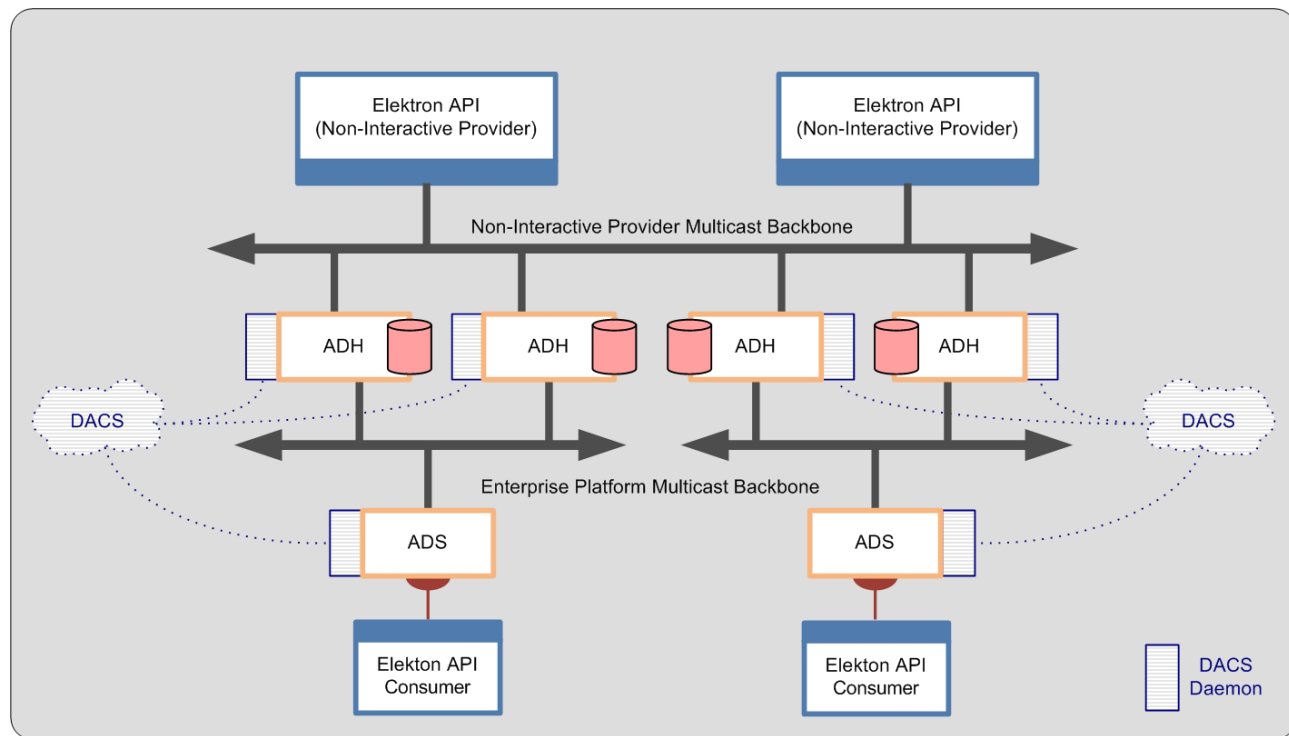 Elektron API
(Non-Interactive Provider)
Elektron API
(Non-Interactive Provider)
Non-Interactive Provider Multicast Backbone
ADH
ADH
ADH
ADH
DACS
DACS
Enterprise Platform Multicast Backbone
ADS
ADS
Elekton API
Consumer
Elekton API
Consumer
DACS
Daemon